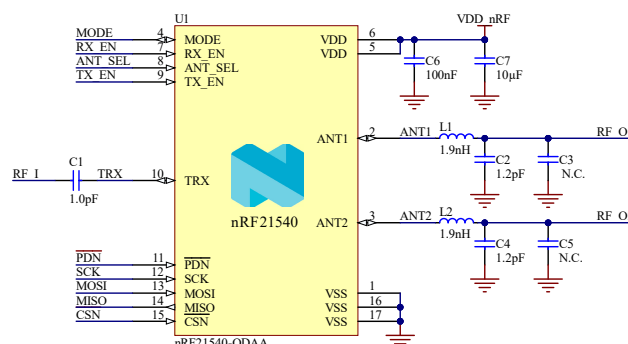 U1
VDD_nRF
MODE 4 MODE VDD 6
RX_EN 7 RX_EN VDD 5
ANT_SEL 8 ANT_SEL
TX_EN 9 TX_EN
C6 C7
100nF 10µF
ANT1 2 ANT1 L1 RF_O
1.9nH
C2 C3
1.2pF N.C.
C1
RF_I TRX 10 TRX
1.0pF
nRF21540
ANT2 3 ANT2 L2 RF_O
1.9nH
C4 C5
1.2pF N.C.
PDN 11 PDN
SCK 12 SCK
MOSI 13 MOSI VSS 1
MISO 14 MISO VSS 16
CSN 15 CSN VSS 17
nRF21540-QDAA